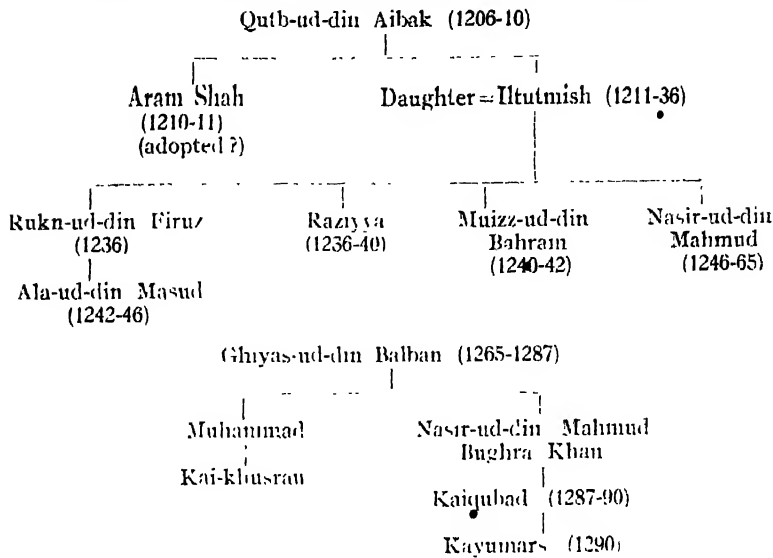 Qutb-ud-din Aibak (1206-10)
Aram Shah Daughter = Iltutmish (1211-36)
(1210-11)
(adopted ?)
Rukn-ud-din Firuz Raziyya Muizz-ud-din Nasir-ud-din
(1236) (1236-40) Bahram Mahmud
(1240-42) (1246-65)
Ala-ud-din Masud
(1242-46)
Ghiyas-ud-din Balban (1265-1287)
Muhammad Nasir-ud-din Mahmud
Bughra Khan
Kai-khusrau
Kaiqubad (1287-90)
Kayumars (1290)